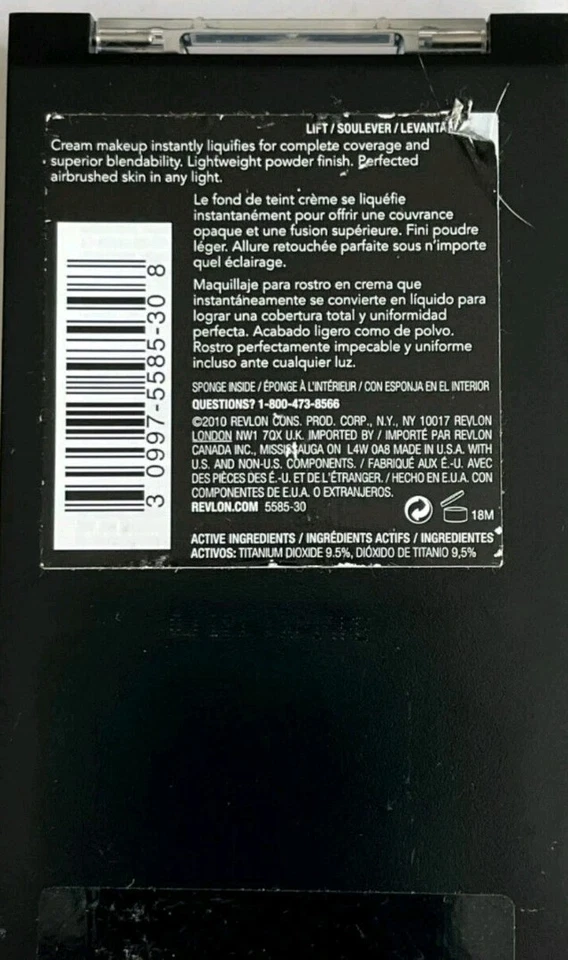 LIFT / SOULEVER / LEVANTA
Cream makeup instantly liquifies for complete coverage and
superior blendability. Lightweight powder finish. Perfected
airbrushed skin in any light.
Le fond de teint crème se liquéfie
instantanément pour offrir une couvrance
opaque et une fusion supérieure. Fini poudre
léger. Allure retouchée parfaite sous n'importe
quel éclairage.
Maquillaje para rostro en crema que
instantáneamente se convierte en líquido para
lograr una cobertura total y uniformidad
perfecta. Acabado ligero como de polvo.
Rostro perfectamente impecable y uniforme
incluso ante cualquier luz.
SPONGE INSIDE / ÉPONGE À L'INTÉRIEUR / CON ESPONJA EN EL INTERIOR
QUESTIONS? 1-800-473-8566
©2010 REVLON CONS. PROD. CORP., N.Y., NY 10017 REVLON
LONDON NW1 7QX U.K. IMPORTED BY / IMPORTÉ PAR REVLON
CANADA INC., MISSISSAUGA ON L4W 0A8 MADE IN U.S.A. WITH
U.S. AND NON-U.S. COMPONENTS. / FABRIQUÉ AUX É.-U. AVEC
DES PIÈCES DES É.-U. ET DE L'ÉTRANGER. / HECHO EN E.U.A. CON
COMPONENTES DE E.U.A. O EXTRANJEROS.
REVLON.COM 5585-30
18M
ACTIVE INGREDIENTS / INGRÉDIENTS ACTIFS / INGREDIENTES
ACTIVOS: TITANIUM DIOXIDE 9.5%, DIÓXIDO DE TITANIO 9,5%
3 0997-5585-30 8